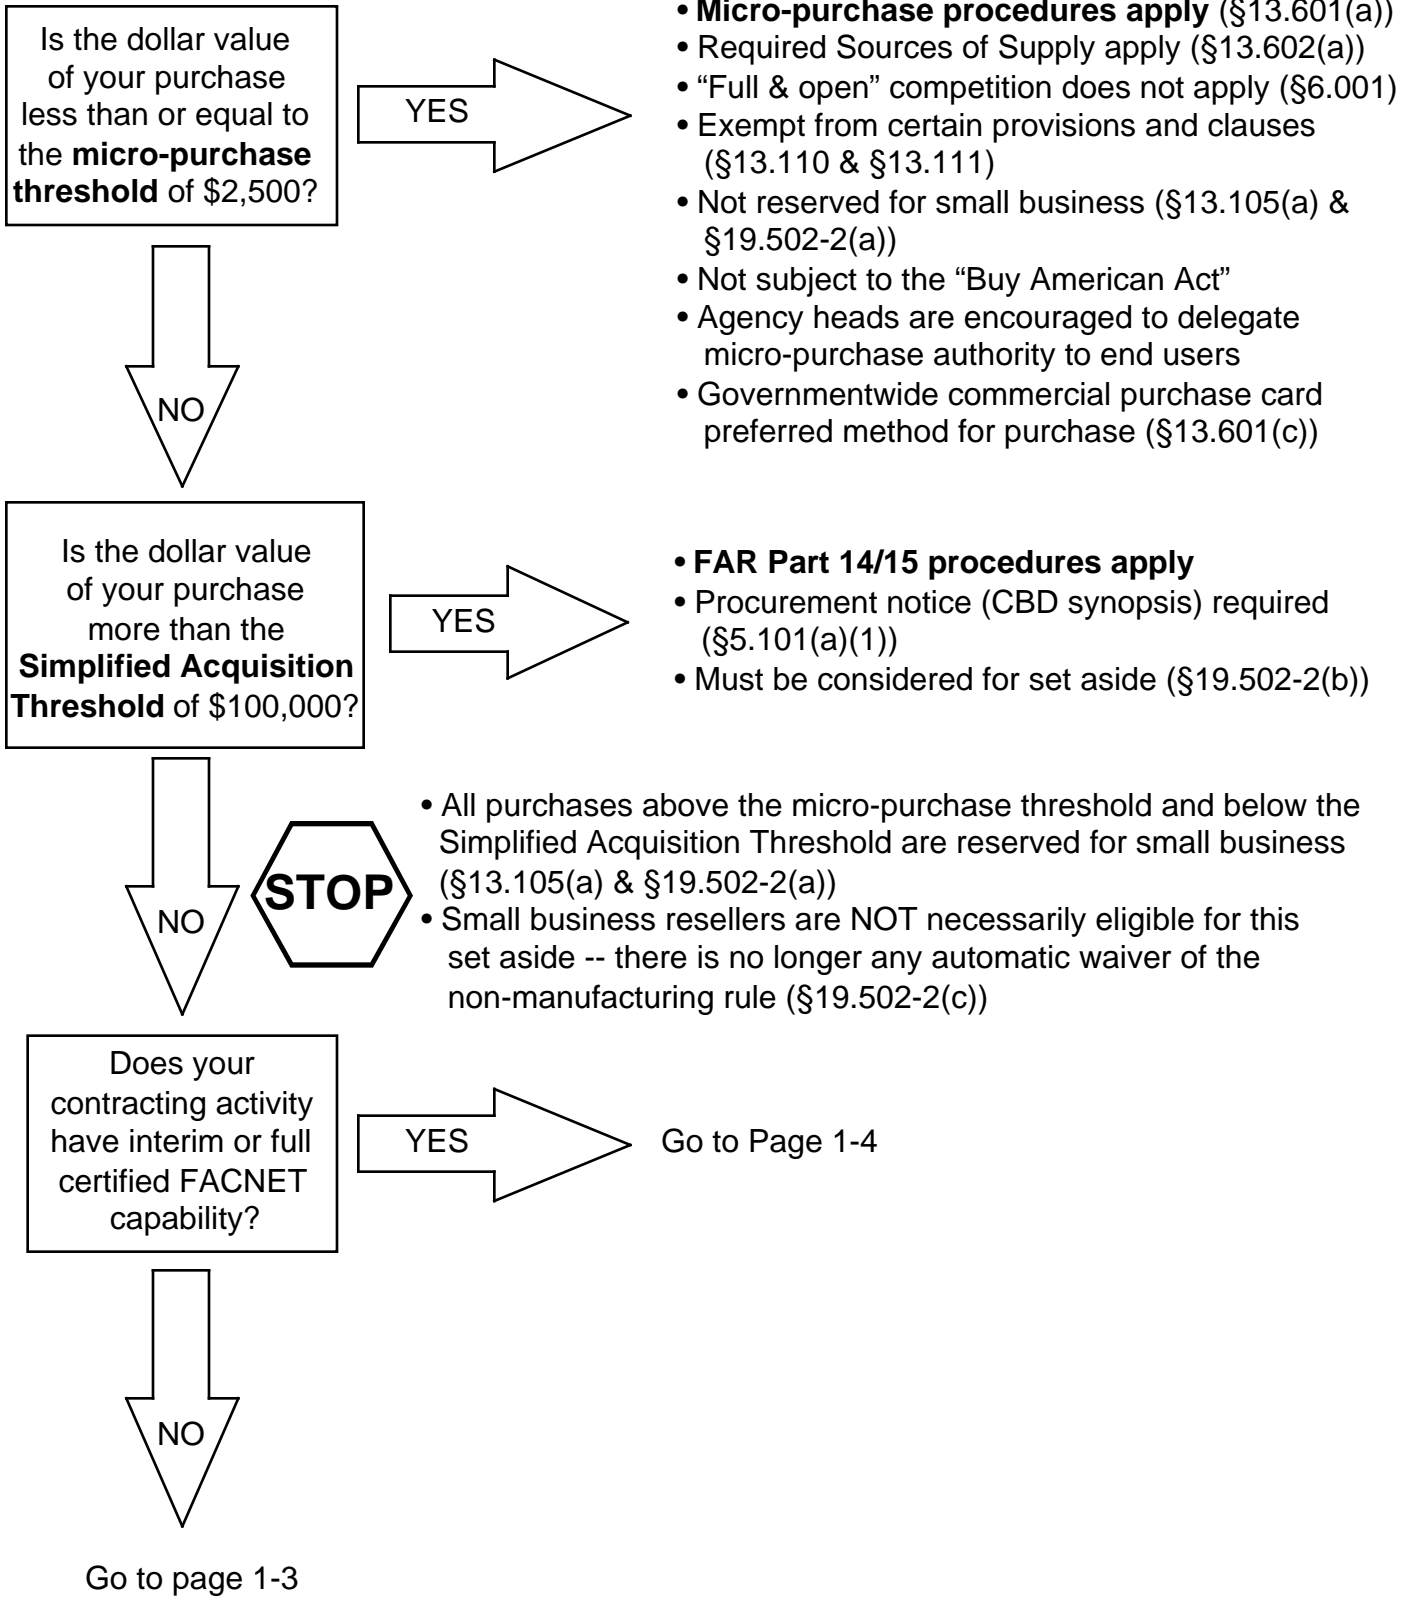 Is the dollar value
of your purchase
less than or equal to
the micro-purchase
threshold of $2,500?
YES
• Micro-purchase procedures apply (§13.601(a))
• Required Sources of Supply apply (§13.602(a))
• “Full & open” competition does not apply (§6.001)
• Exempt from certain provisions and clauses
(§13.110 & §13.111)
• Not reserved for small business (§13.105(a) &
§19.502-2(a))
• Not subject to the “Buy American Act”
• Agency heads are encouraged to delegate
micro-purchase authority to end users
• Governmentwide commercial purchase card
preferred method for purchase (§13.601(c))
NO
Is the dollar value
of your purchase
more than the
Simplified Acquisition
Threshold of $100,000?
YES
• FAR Part 14/15 procedures apply
• Procurement notice (CBD synopsis) required
(§5.101(a)(1))
• Must be considered for set aside (§19.502-2(b))
NO
STOP
• All purchases above the micro-purchase threshold and below the
Simplified Acquisition Threshold are reserved for small business
(§13.105(a) & §19.502-2(a))
• Small business resellers are NOT necessarily eligible for this
set aside -- there is no longer any automatic waiver of the
non-manufacturing rule (§19.502-2(c))
Does your
contracting activity
have interim or full
certified FACNET
capability?
YES
Go to Page 1-4
NO
Go to page 1-3